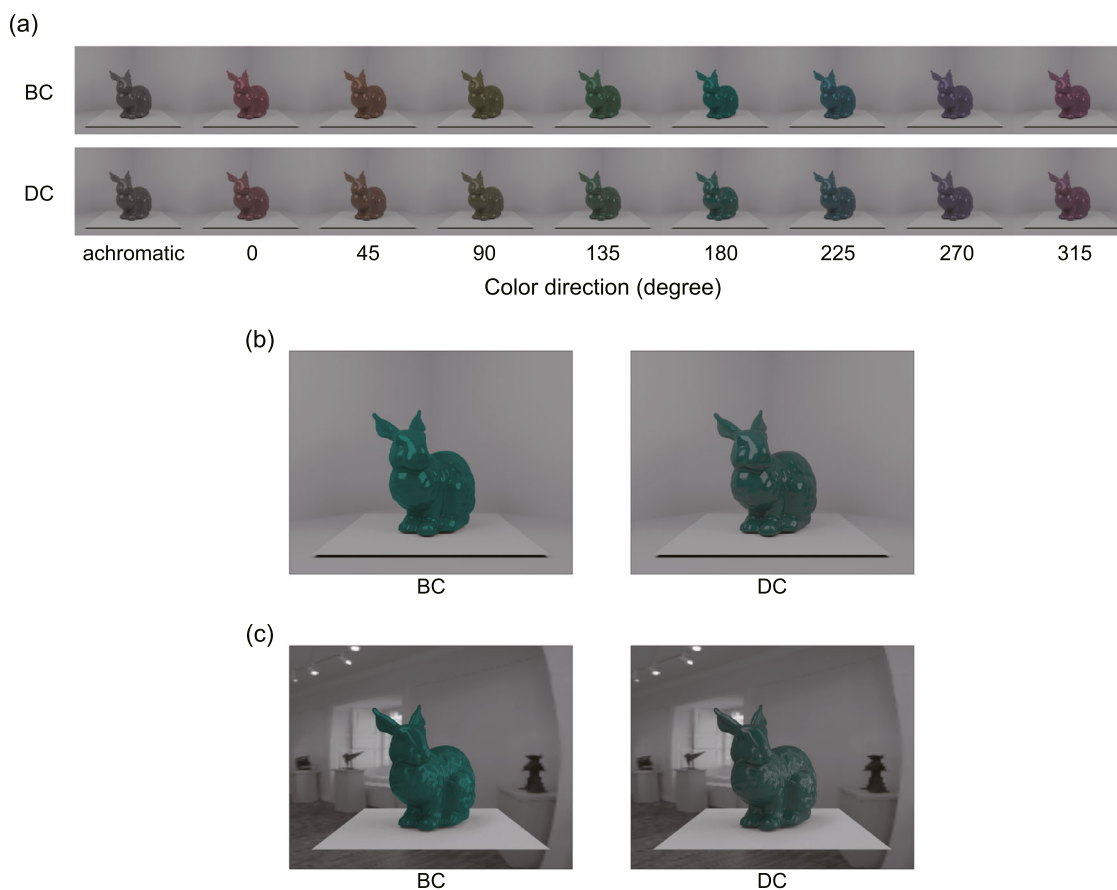 (a)
BC
DC
achromatic 0 45 90 135 180 225 270 315
Color direction (degree)
(b)
BC DC
(c)
BC DC